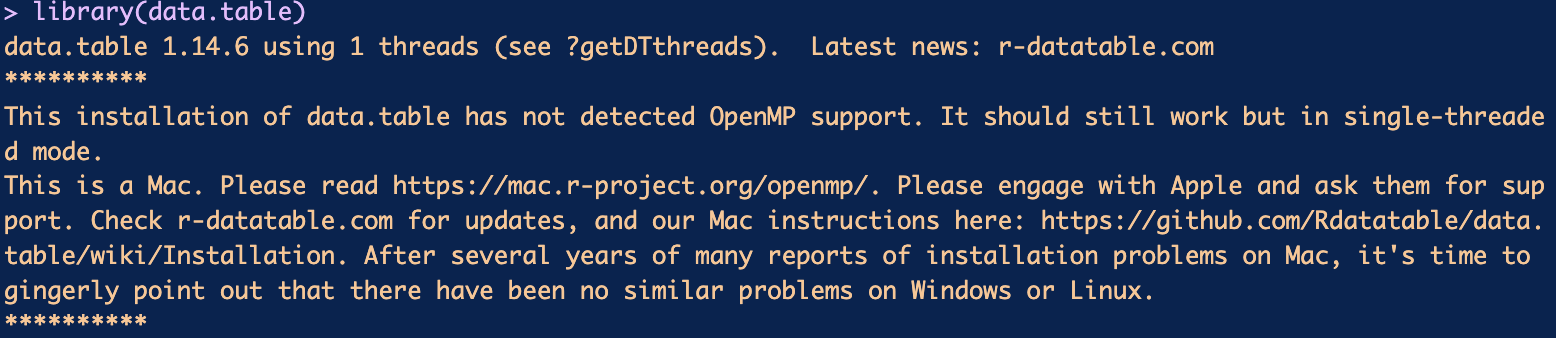 > library(data.table)
data.table 1.14.6 using 1 threads (see ?getDTthreads).  Latest news: r-datatable.com
**********
This installation of data.table has not detected OpenMP support. It should still work but in single-threade
d mode.
This is a Mac. Please read https://mac.r-project.org/openmp/. Please engage with Apple and ask them for sup
port. Check r-datatable.com for updates, and our Mac instructions here: https://github.com/Rdatatable/data.
table/wiki/Installation. After several years of many reports of installation problems on Mac, it's time to
gingerly point out that there have been no similar problems on Windows or Linux.
**********